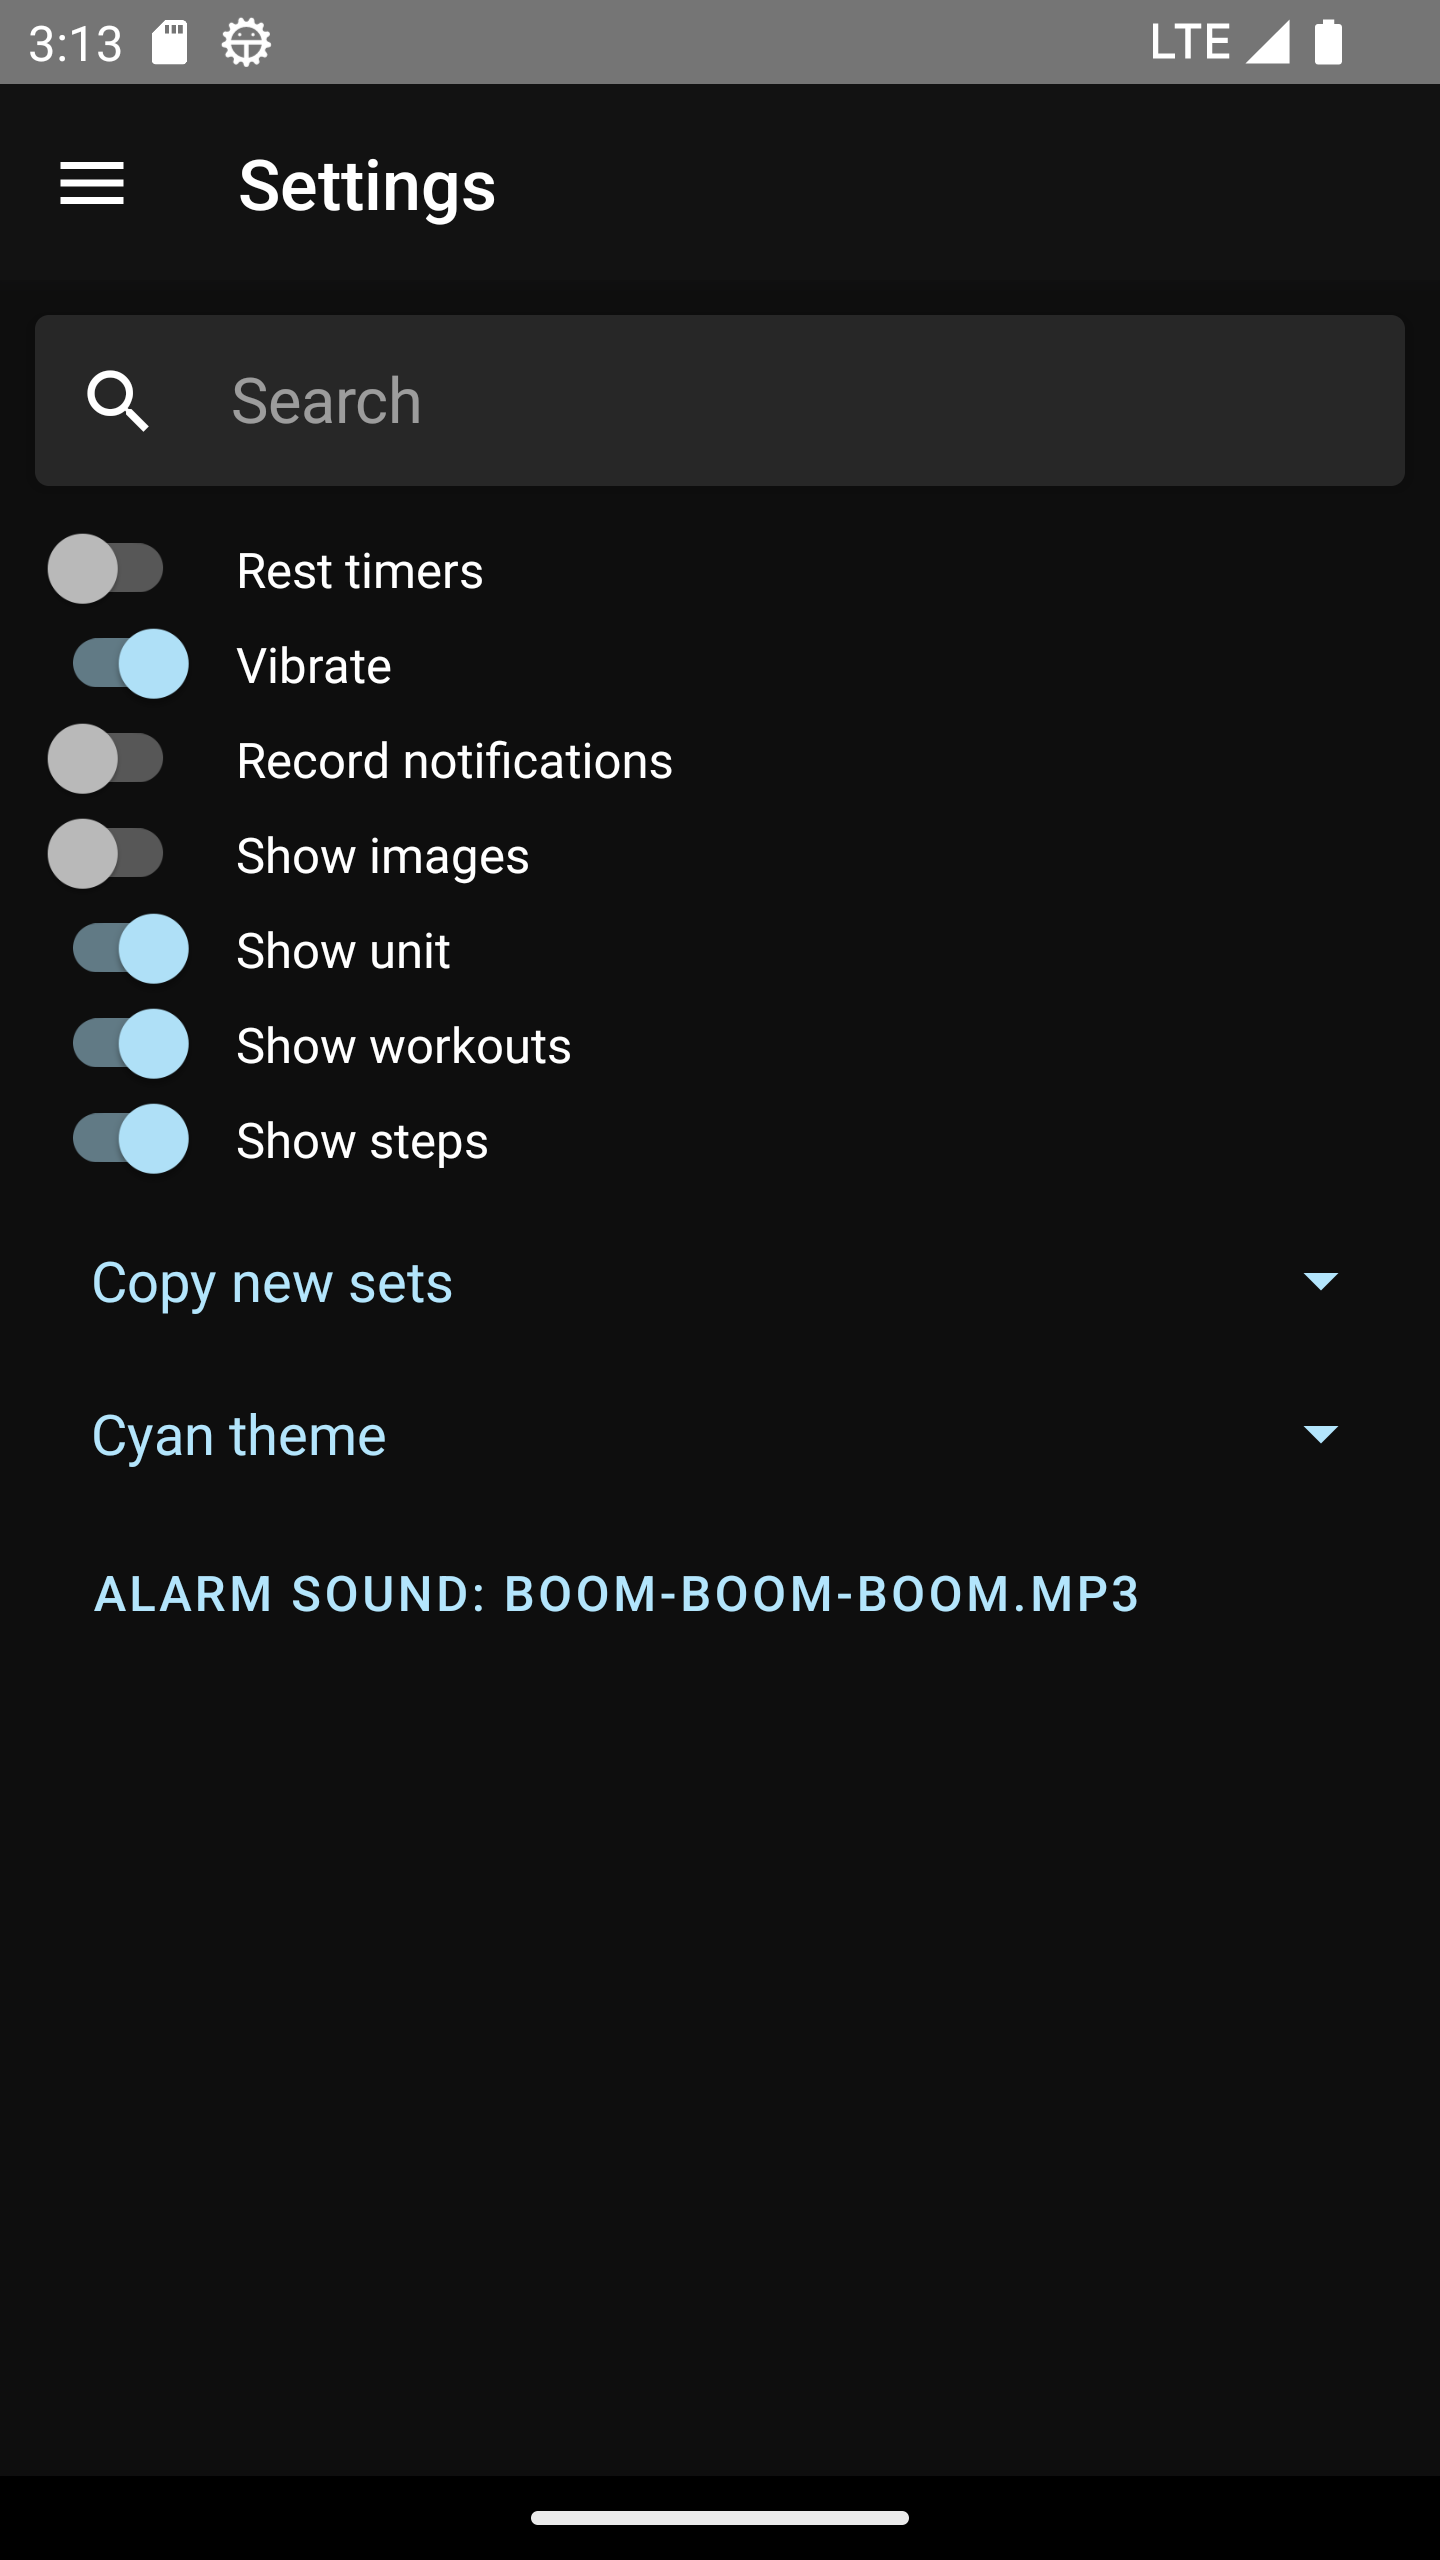 3:13 LTE
Settings
Search
Rest timers
Vibrate
Record notifications
Show images
Show unit
Show workouts
Show steps
Copy new sets
Cyan theme
ALARM SOUND: BOOM-BOOM-BOOM.MP3